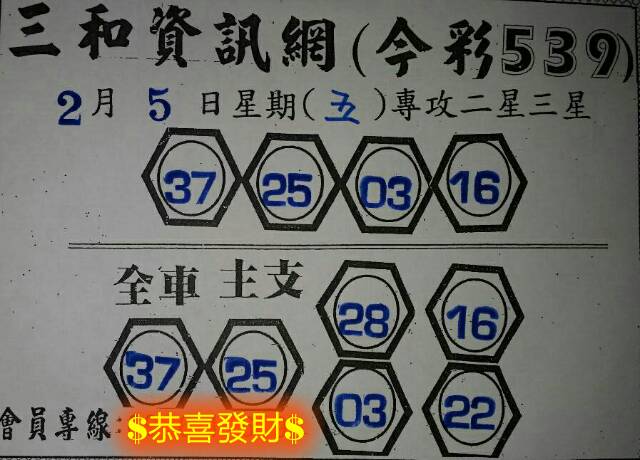 三和資訊網(今彩539)
2月 5 日星期(五)專攻二星三星
37 25 03 16
全車 主支
28 16
37 25
03 22
會員專線:$恭喜發財$